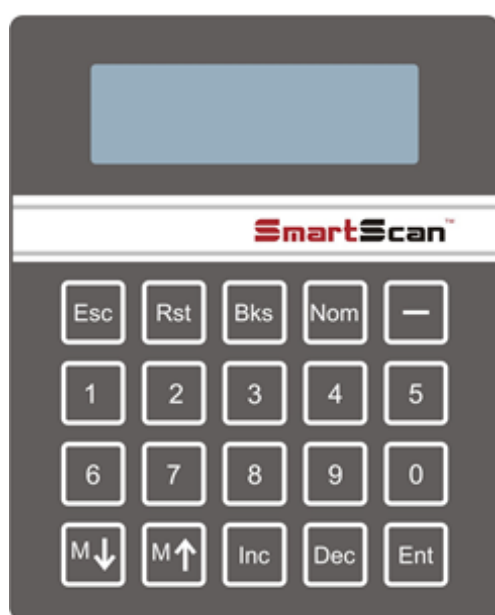 SmartScan™
Esc Rst Bks Nom —
1 2 3 4 5
6 7 8 9 0
M↓ M↑ Inc Dec Ent